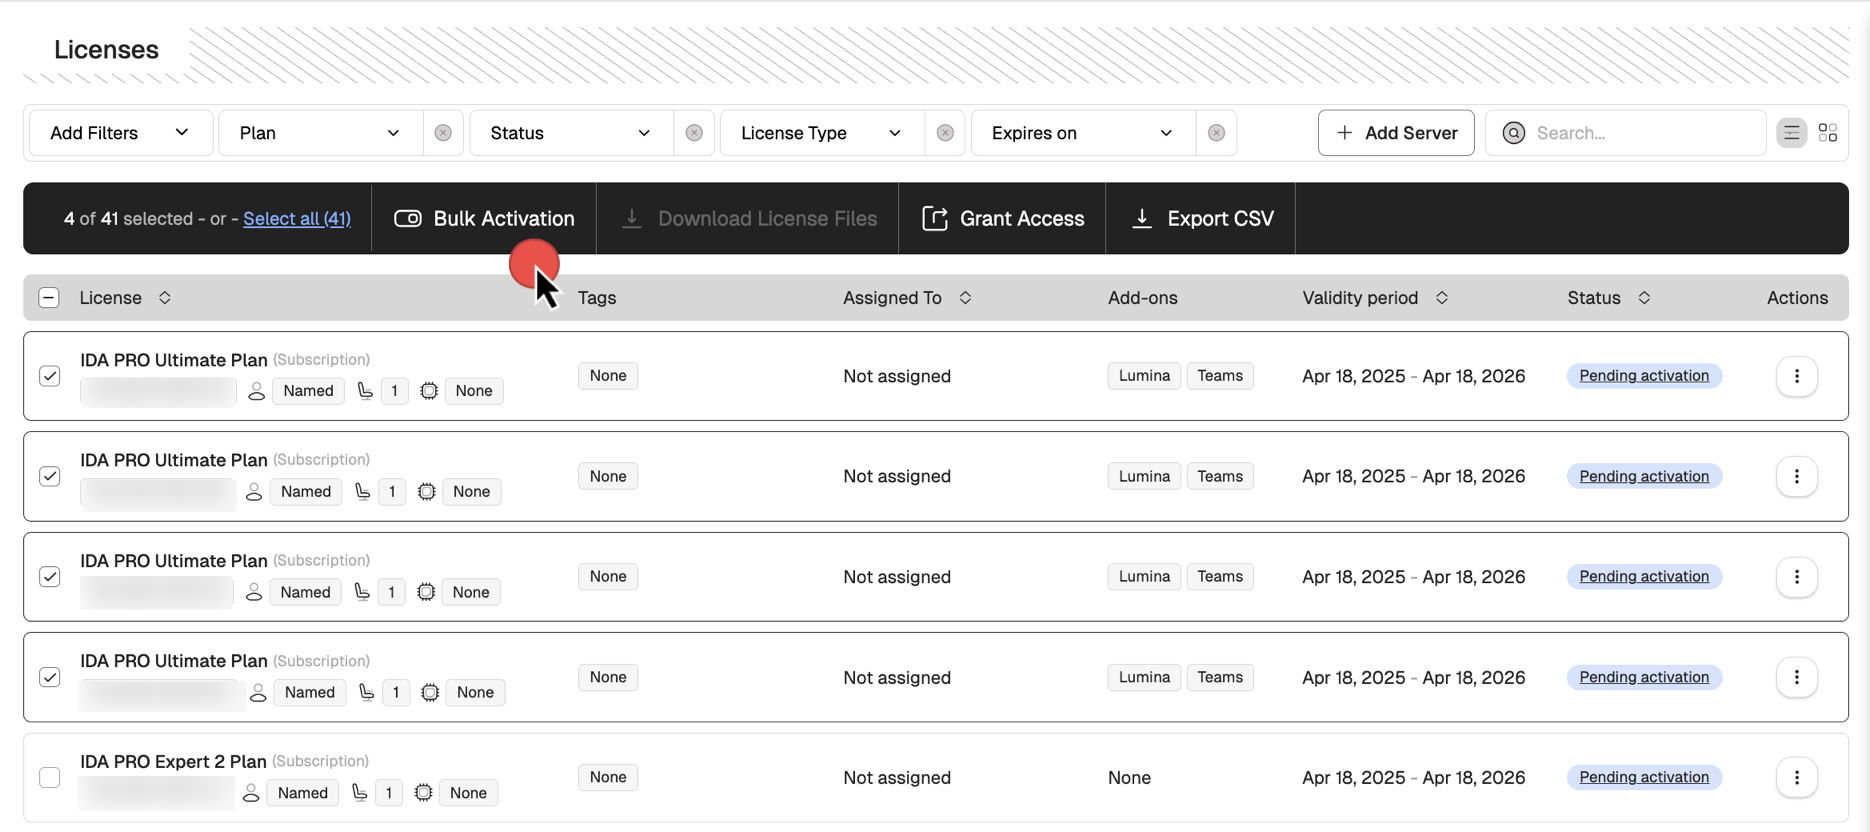 Licenses
Add Filters Plan Status License Type Expires on + Add Server Search...
4 of 41 selected - or - Select all (41) Bulk Activation Download License Files Grant Access Export CSV
License Tags Assigned To Add-ons Validity period Status Actions
IDA PRO Ultimate Plan (Subscription)
Named 1 None None Not assigned Lumina Teams Apr 18, 2025 - Apr 18, 2026 Pending activation
IDA PRO Ultimate Plan (Subscription)
Named 1 None None Not assigned Lumina Teams Apr 18, 2025 - Apr 18, 2026 Pending activation
IDA PRO Ultimate Plan (Subscription)
Named 1 None None Not assigned Lumina Teams Apr 18, 2025 - Apr 18, 2026 Pending activation
IDA PRO Ultimate Plan (Subscription)
Named 1 None None Not assigned Lumina Teams Apr 18, 2025 - Apr 18, 2026 Pending activation
IDA PRO Expert 2 Plan (Subscription)
Named 1 None None Not assigned None Apr 18, 2025 - Apr 18, 2026 Pending activation